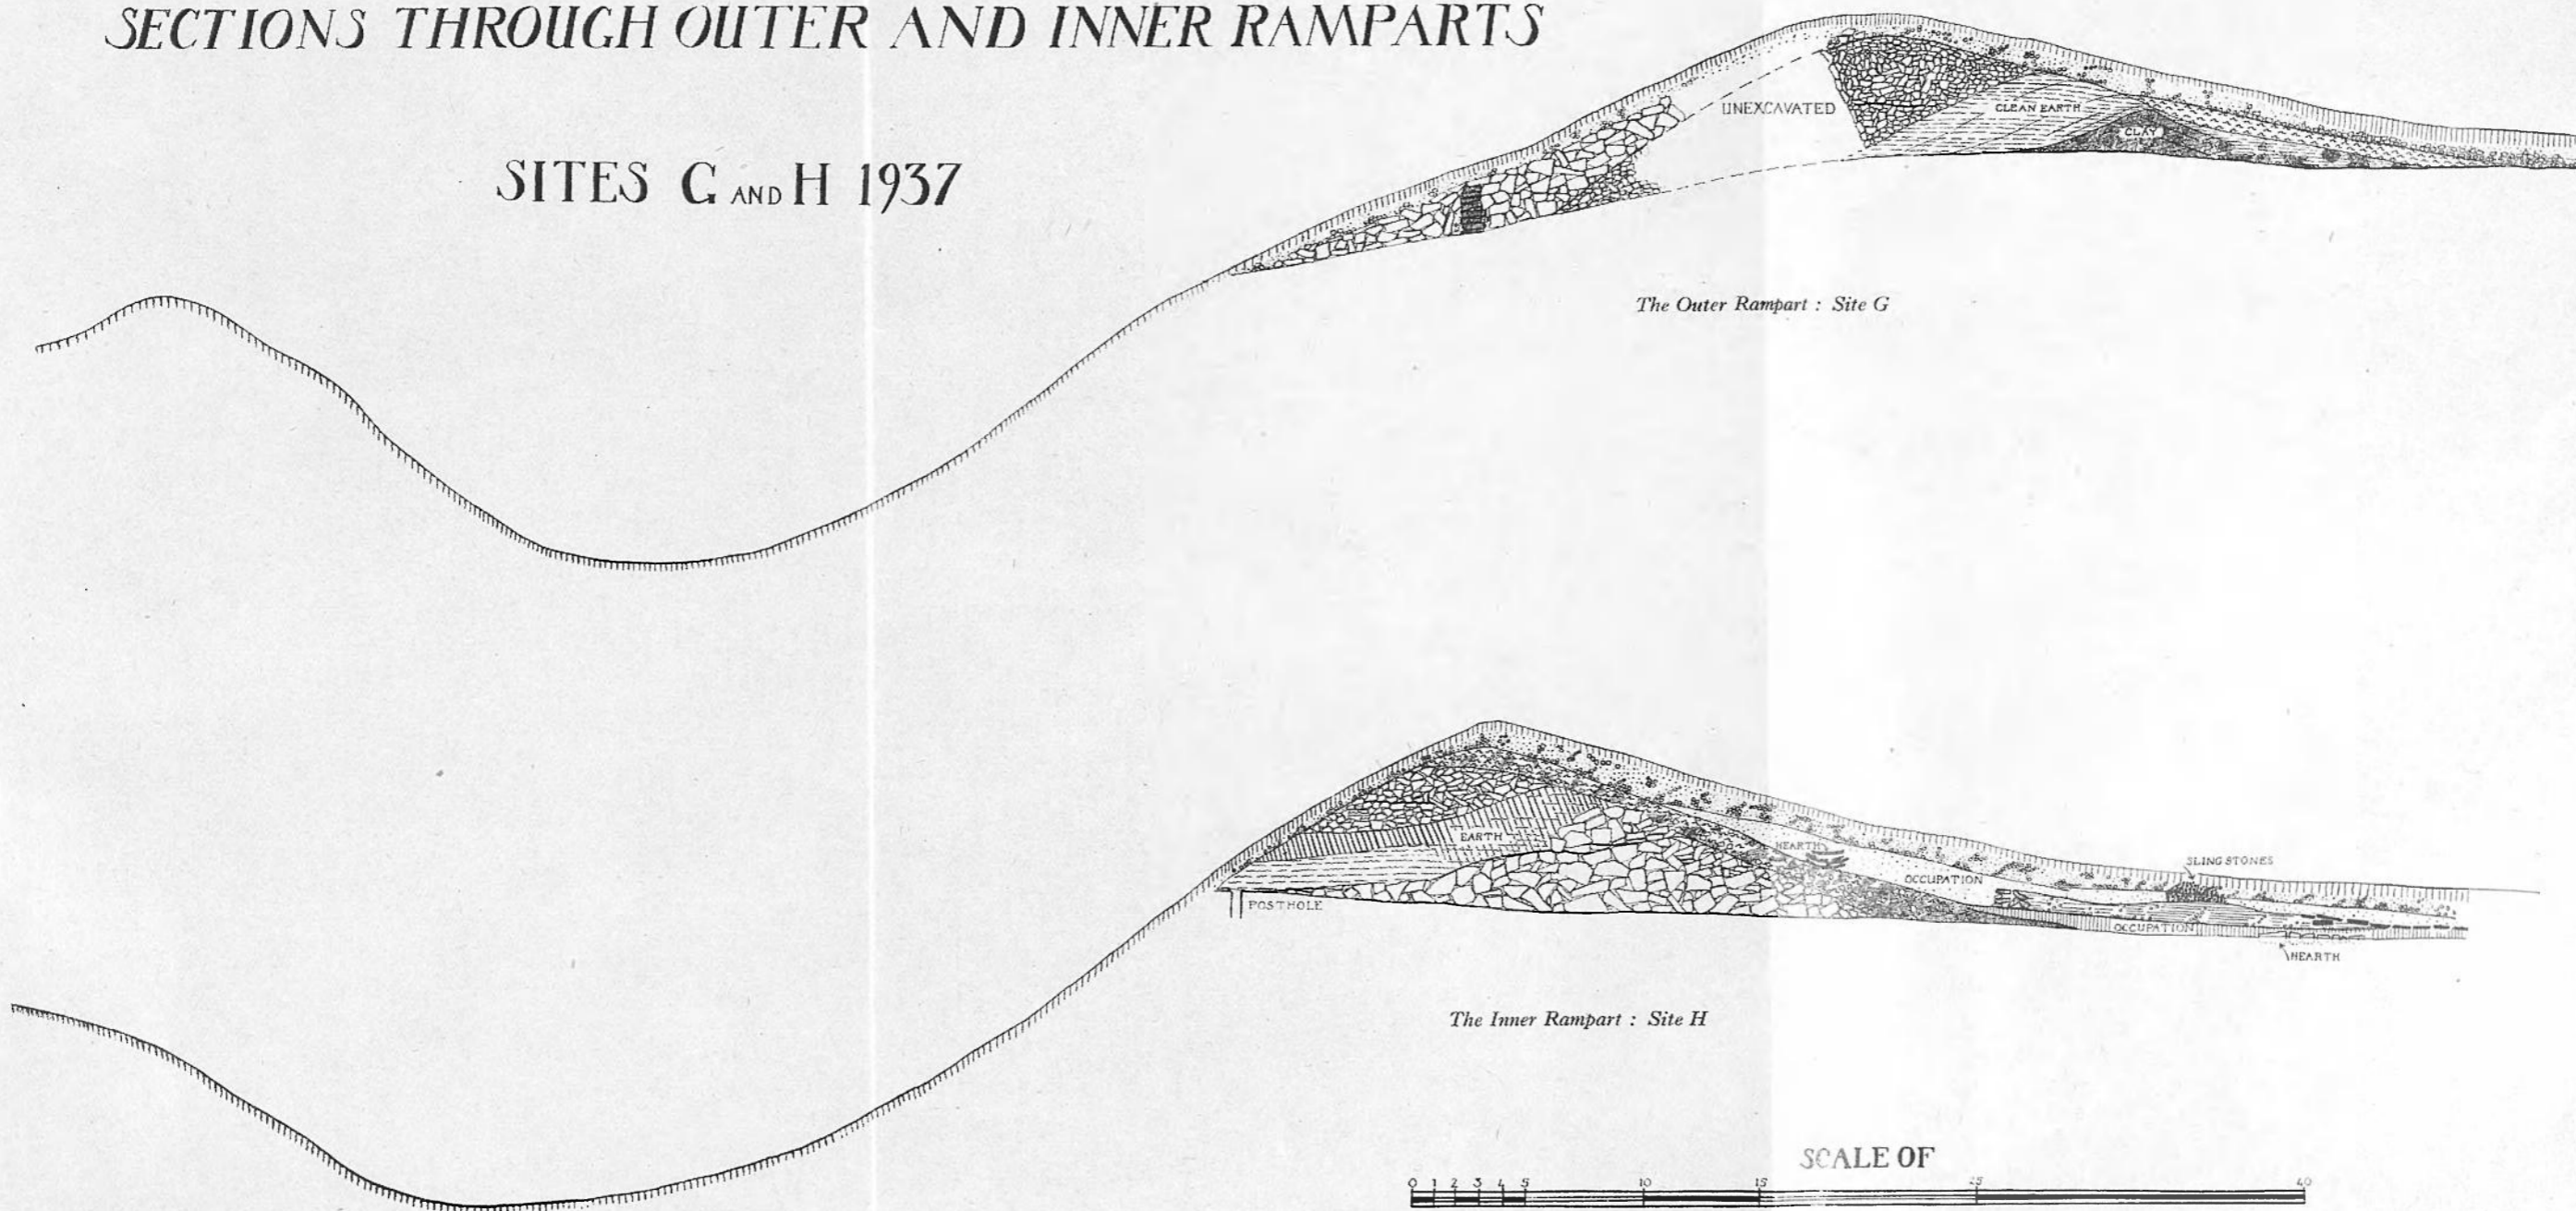 SECTIONS THROUGH OUTER AND INNER RAMPARTS
SITES G AND H 1937
UNEXCAVATED
CLEAN EARTH
CLAY
The Outer Rampart : Site G
EARTH
HEARTH
SLING STONES
OCCUPATION
POSTHOLE
OCCUPATION
HEARTH
The Inner Rampart : Site H
SCALE OF
0 1 2 3 4 5 10 15 25 40